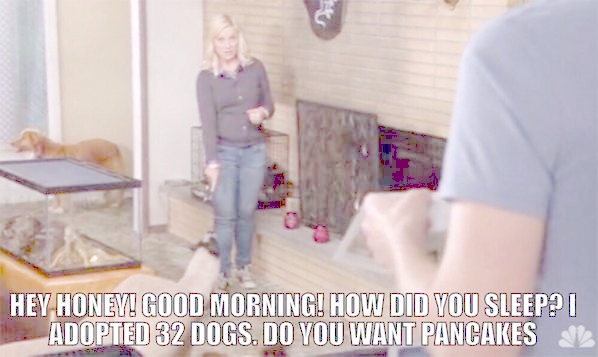 HEY HONEY! GOOD MORNING! HOW DID YOU SLEEP? I
ADOPTED 32 DOGS. DO YOU WANT PANCAKES